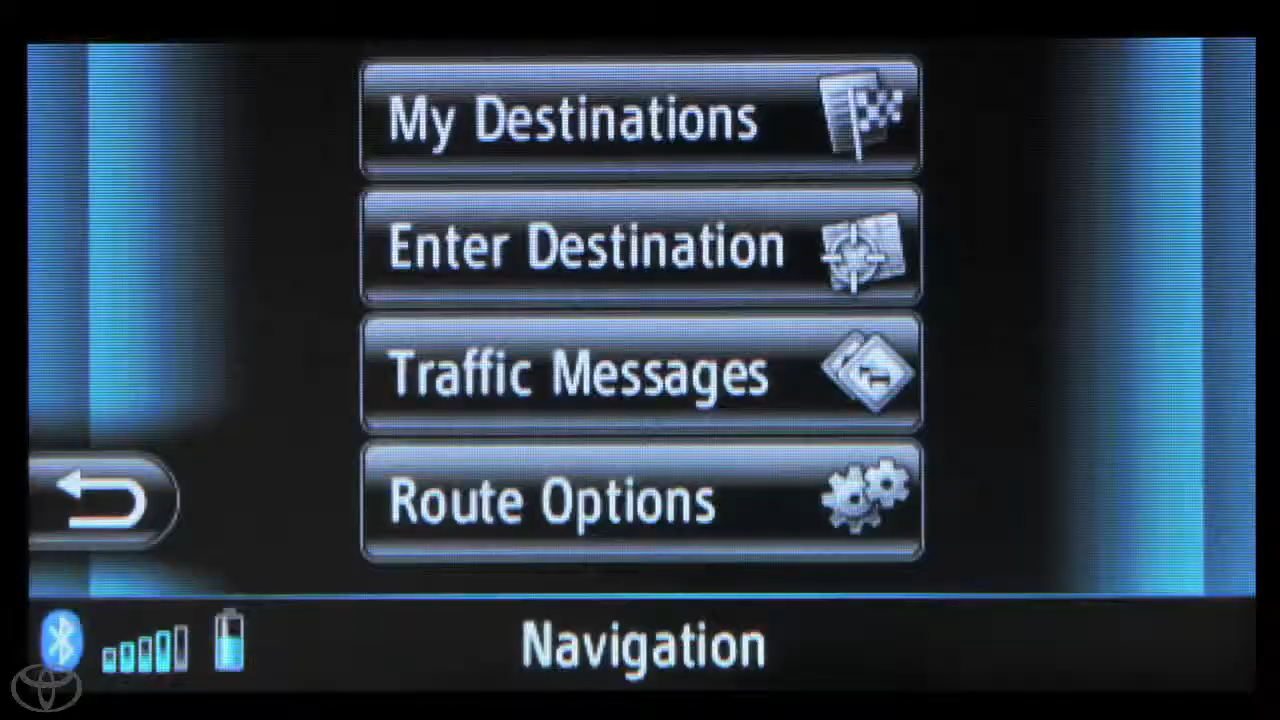 My Destinations
Enter Destination
Traffic Messages
Route Options
Navigation